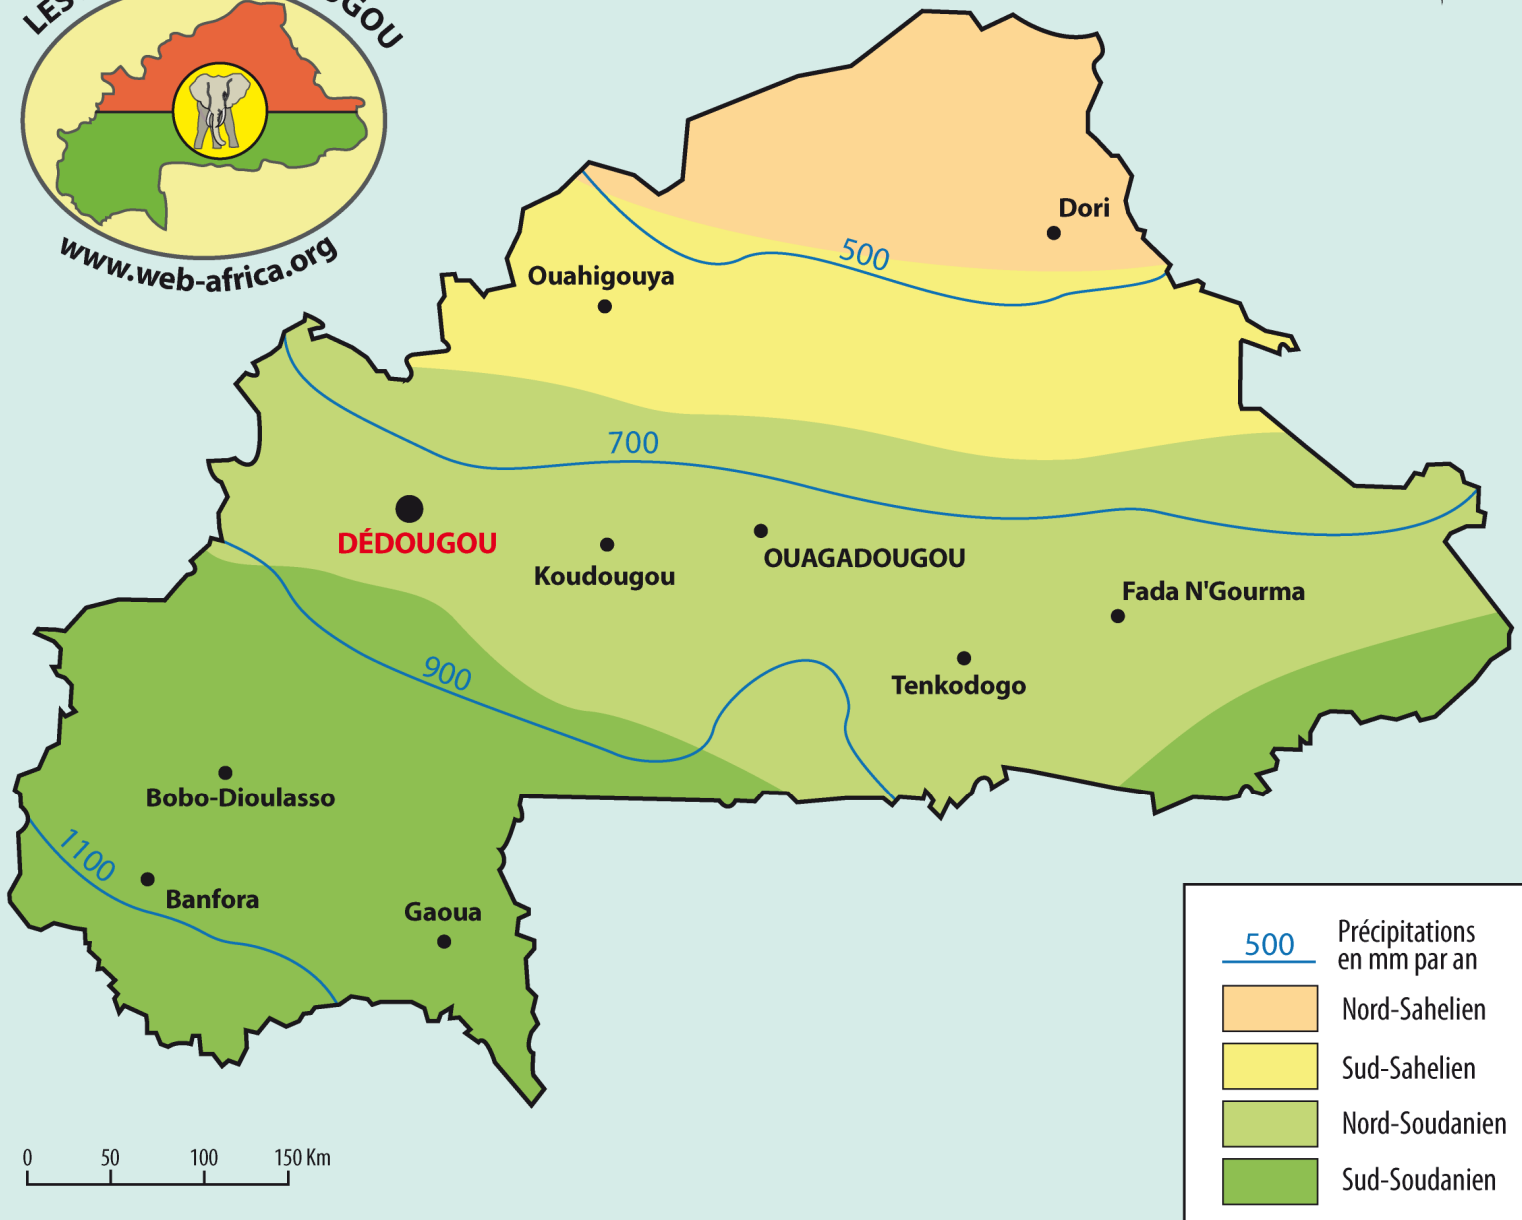 LES
OUGOU
www.web-africa.org
Dori
500
Ouahigouya
700
DÉDOUGOU
Koudougou
OUAGADOUGOU
Fada N'Gourma
Tenkodogo
900
Bobo-Dioulasso
1100
Banfora
Gaoua
500
Précipitations
en mm par an
Nord-Sahelien
Sud-Sahelien
Nord-Soudanien
Sud-Soudanien
0 50 100 150 Km